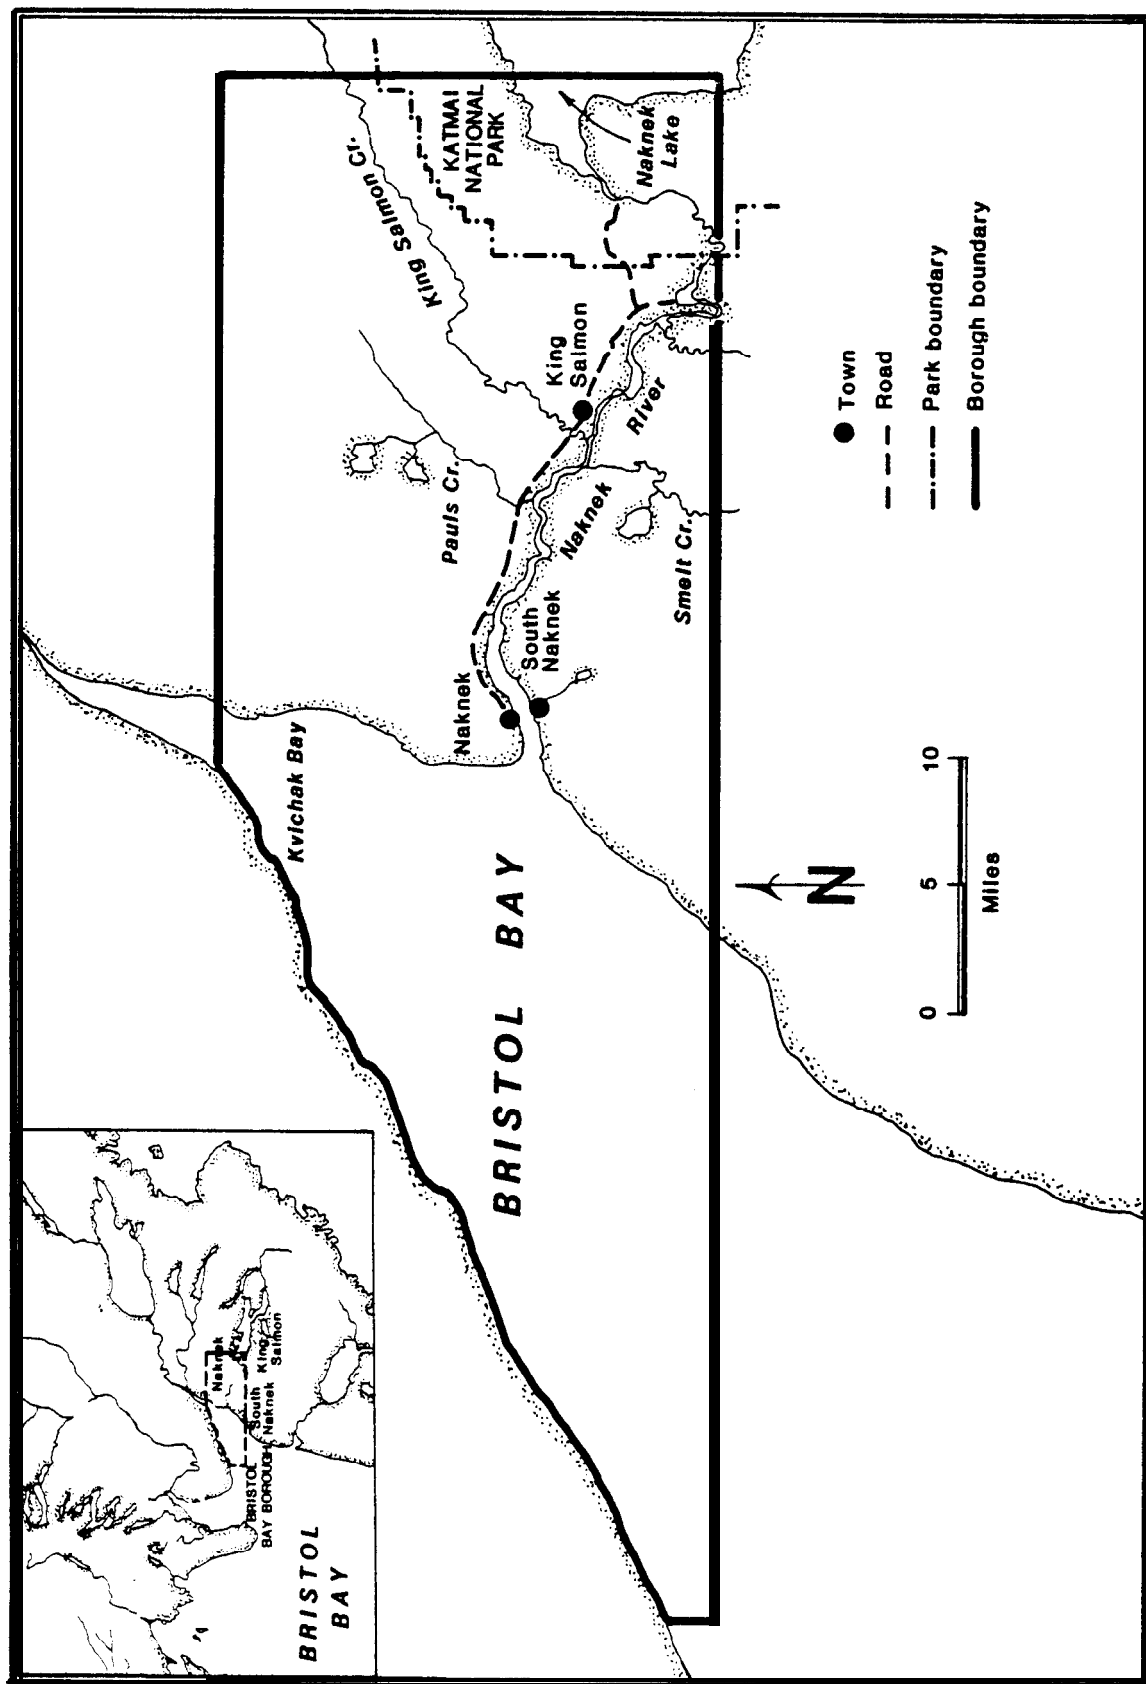 Naknek
South King
Naknek Salmon
BRISTOL
BAY BOROUGH
BRISTOL
BAY
Kvichak Bay
King Salmon Cr.
KATMAI
NATIONAL
PARK
Pauls Cr.
King
Salmon
Naknek
Lake
Naknek
South
Naknek
Naknek
River
Smelt Cr.
BRISTOL BAY
N
0 5 10
Miles
Town
Road
Park boundary
Borough boundary